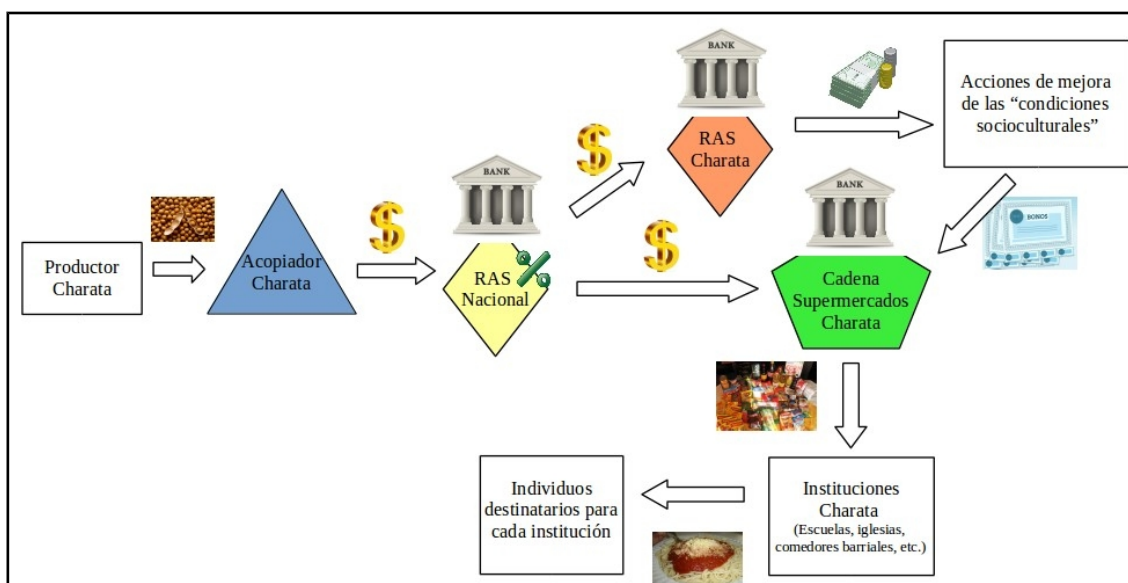 BANK
RAS
Charata
Acciones de mejora
de las “condiciones
socioculturales”
BANK
BANK
BONOS
Productor
Charata
Acopiador
Charata
$
RAS
Nacional
%
$
$
Cadena
Supermercados
Charata
Individuos
destinatarios para
cada institución
Instituciones
Charata
(Escuelas, iglesias,
comedores barriales, etc.)